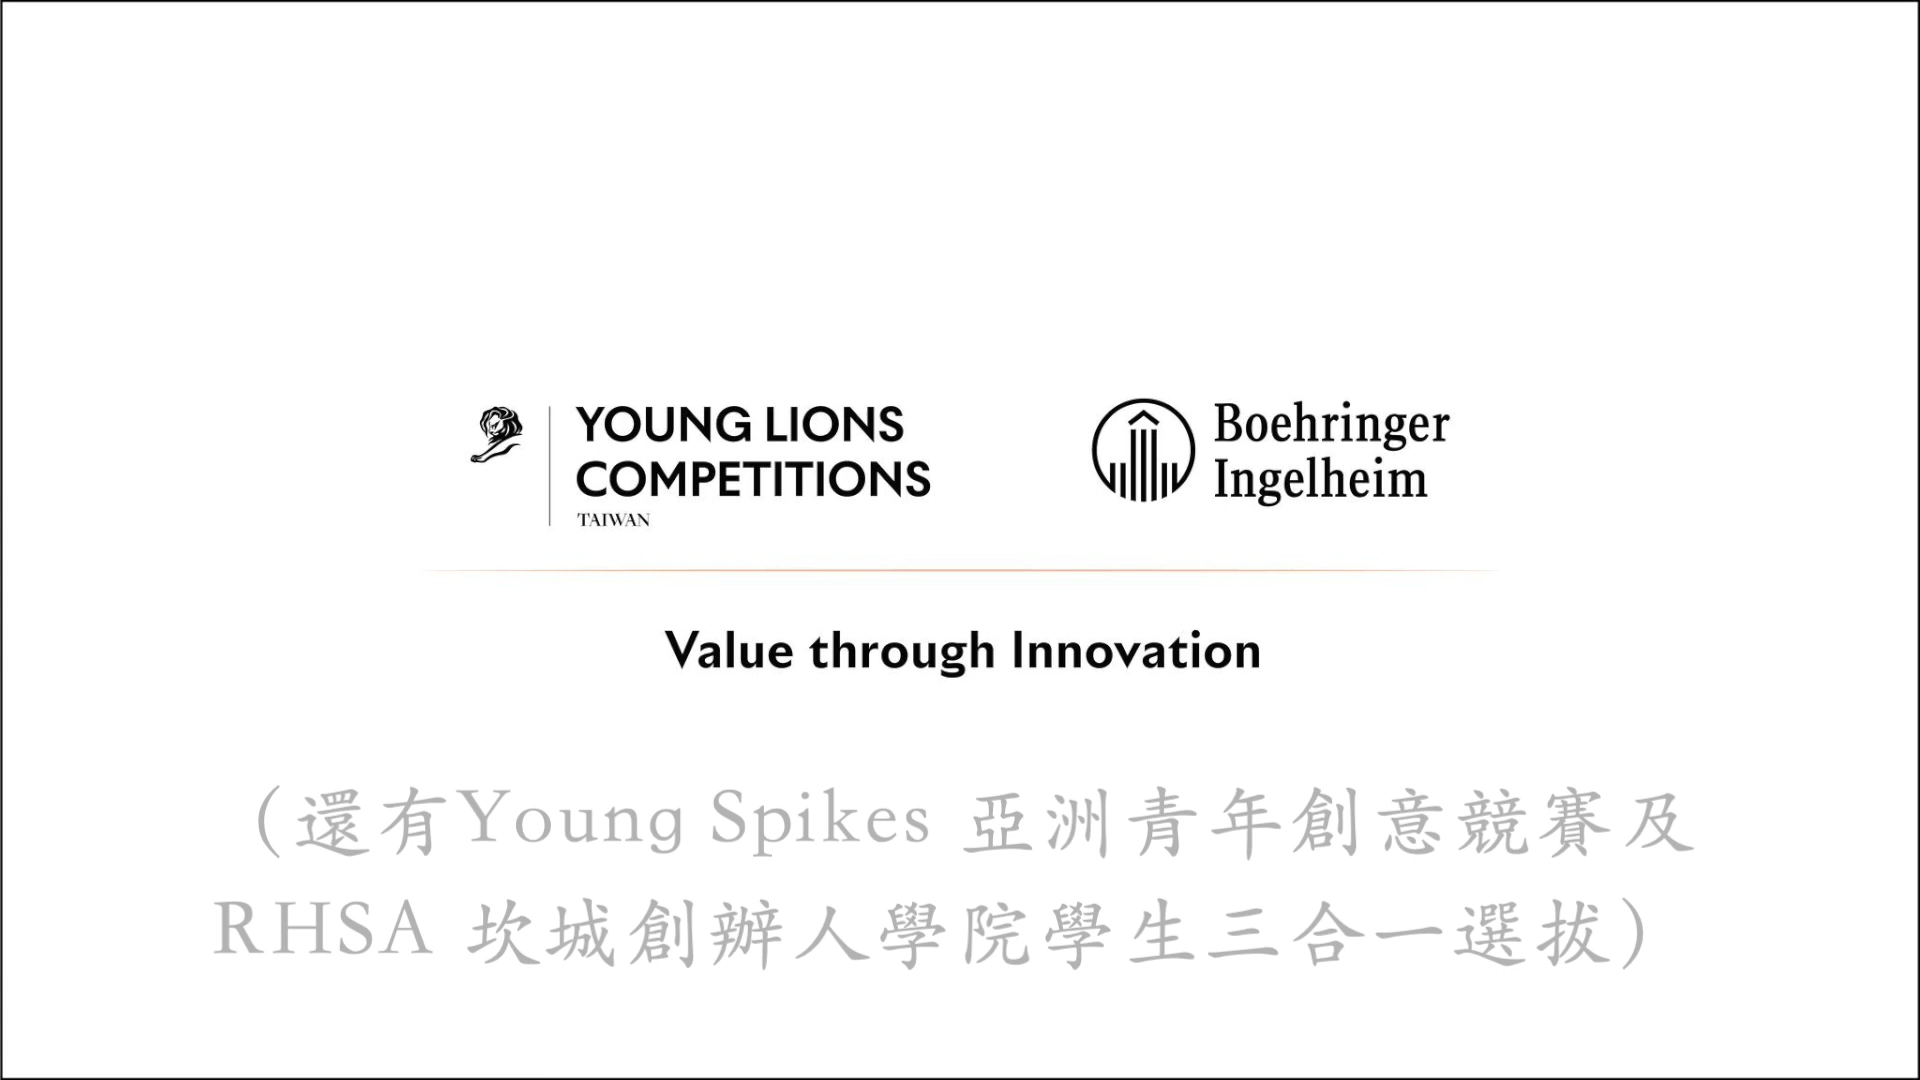 YOUNG LIONS
COMPETITIONS
TAIWAN
Boehringer
Ingelheim
Value through Innovation
（還有Young Spikes 亞洲青年創意競賽及
RHSA 坎城創辦人學院學生三合一選拔）